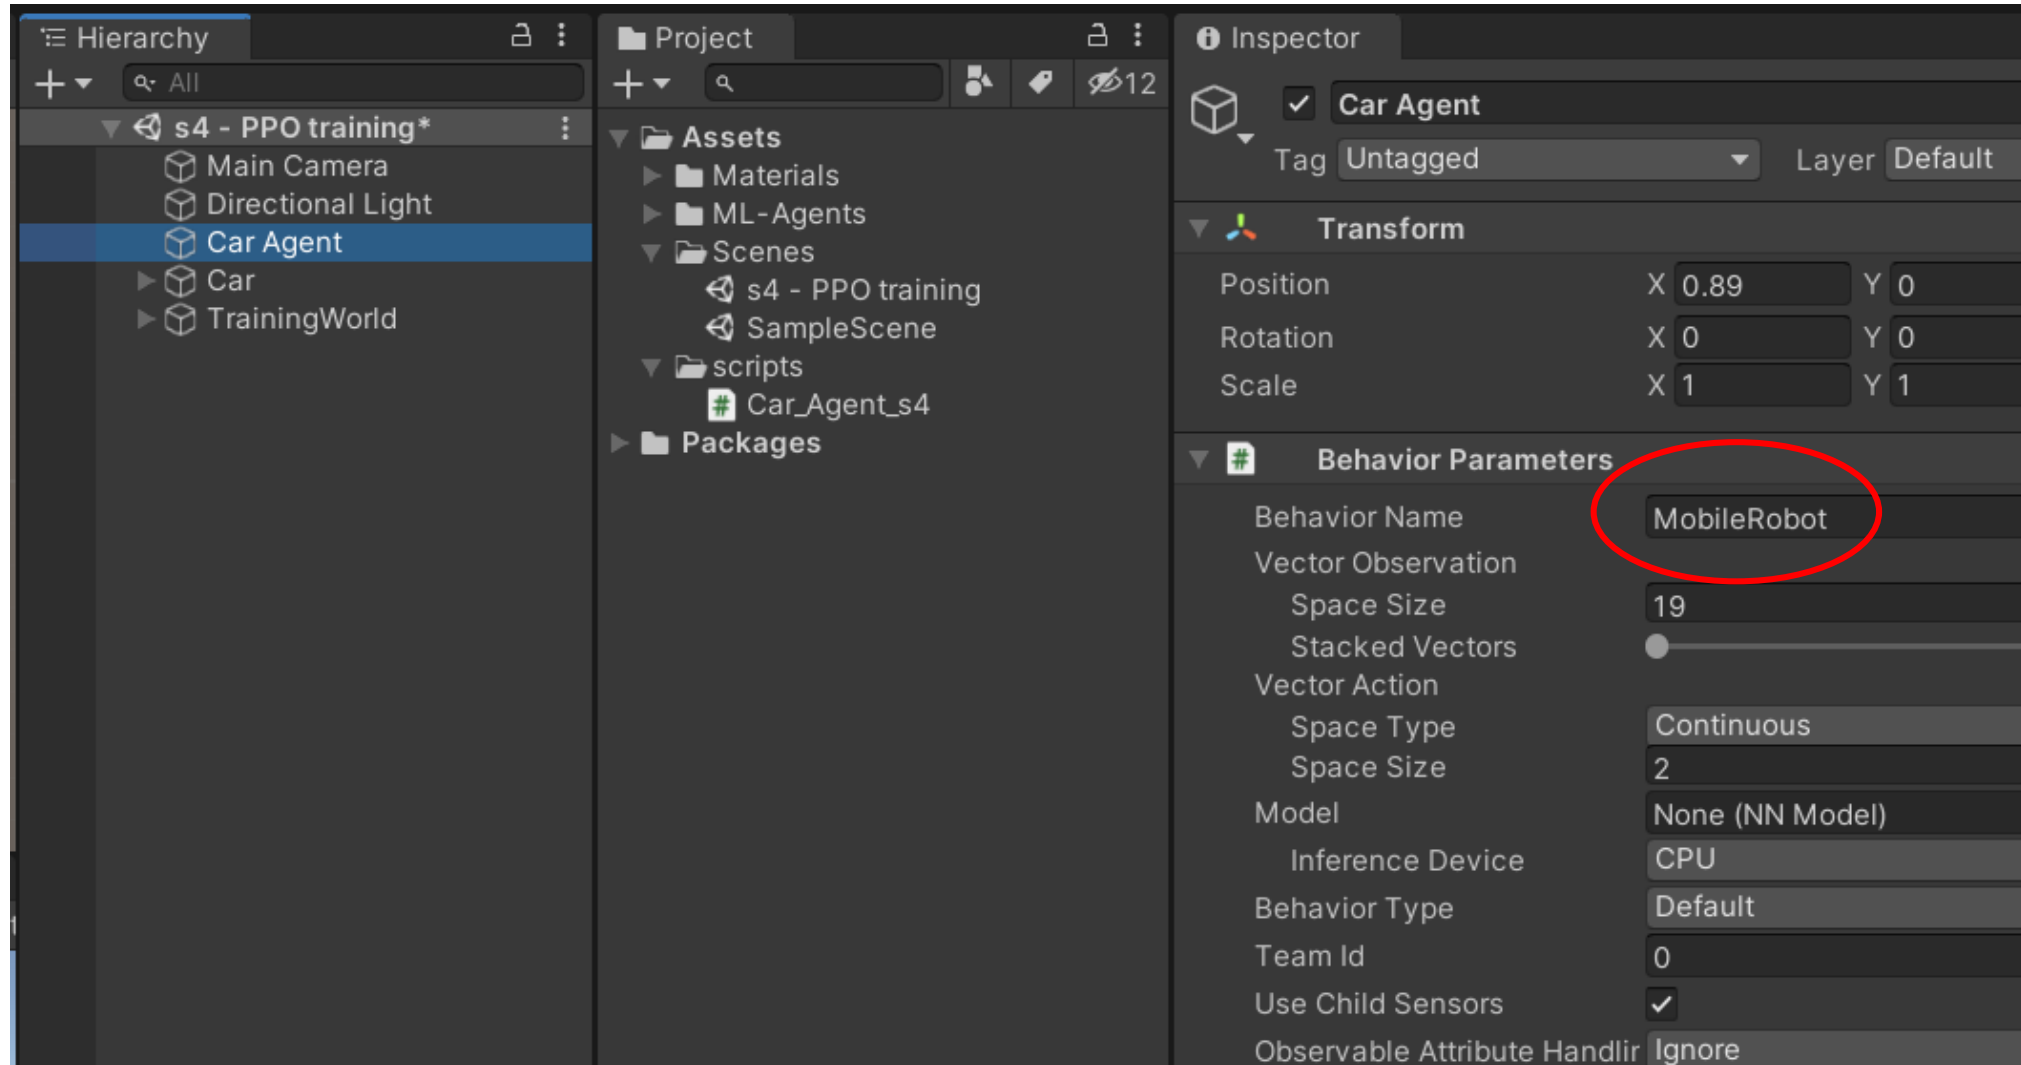 Hierarchy
All
s4 - PPO training*
Main Camera
Directional Light
Car Agent
Car
TrainingWorld
Project
12
Assets
Materials
ML-Agents
Scenes
s4 - PPO training
SampleScene
scripts
# Car_Agent_s4
Packages
Inspector
Car Agent
Tag Untagged Layer Default
Transform
Position X 0.89 Y 0
Rotation X 0 Y 0
Scale X 1 Y 1
# Behavior Parameters
Behavior Name MobileRobot
Vector Observation
Space Size 19
Stacked Vectors
Vector Action
Space Type Continuous
Space Size 2
Model None (NN Model)
Inference Device CPU
Behavior Type Default
Team Id 0
Use Child Sensors
Observable Attribute Handlir Ignore